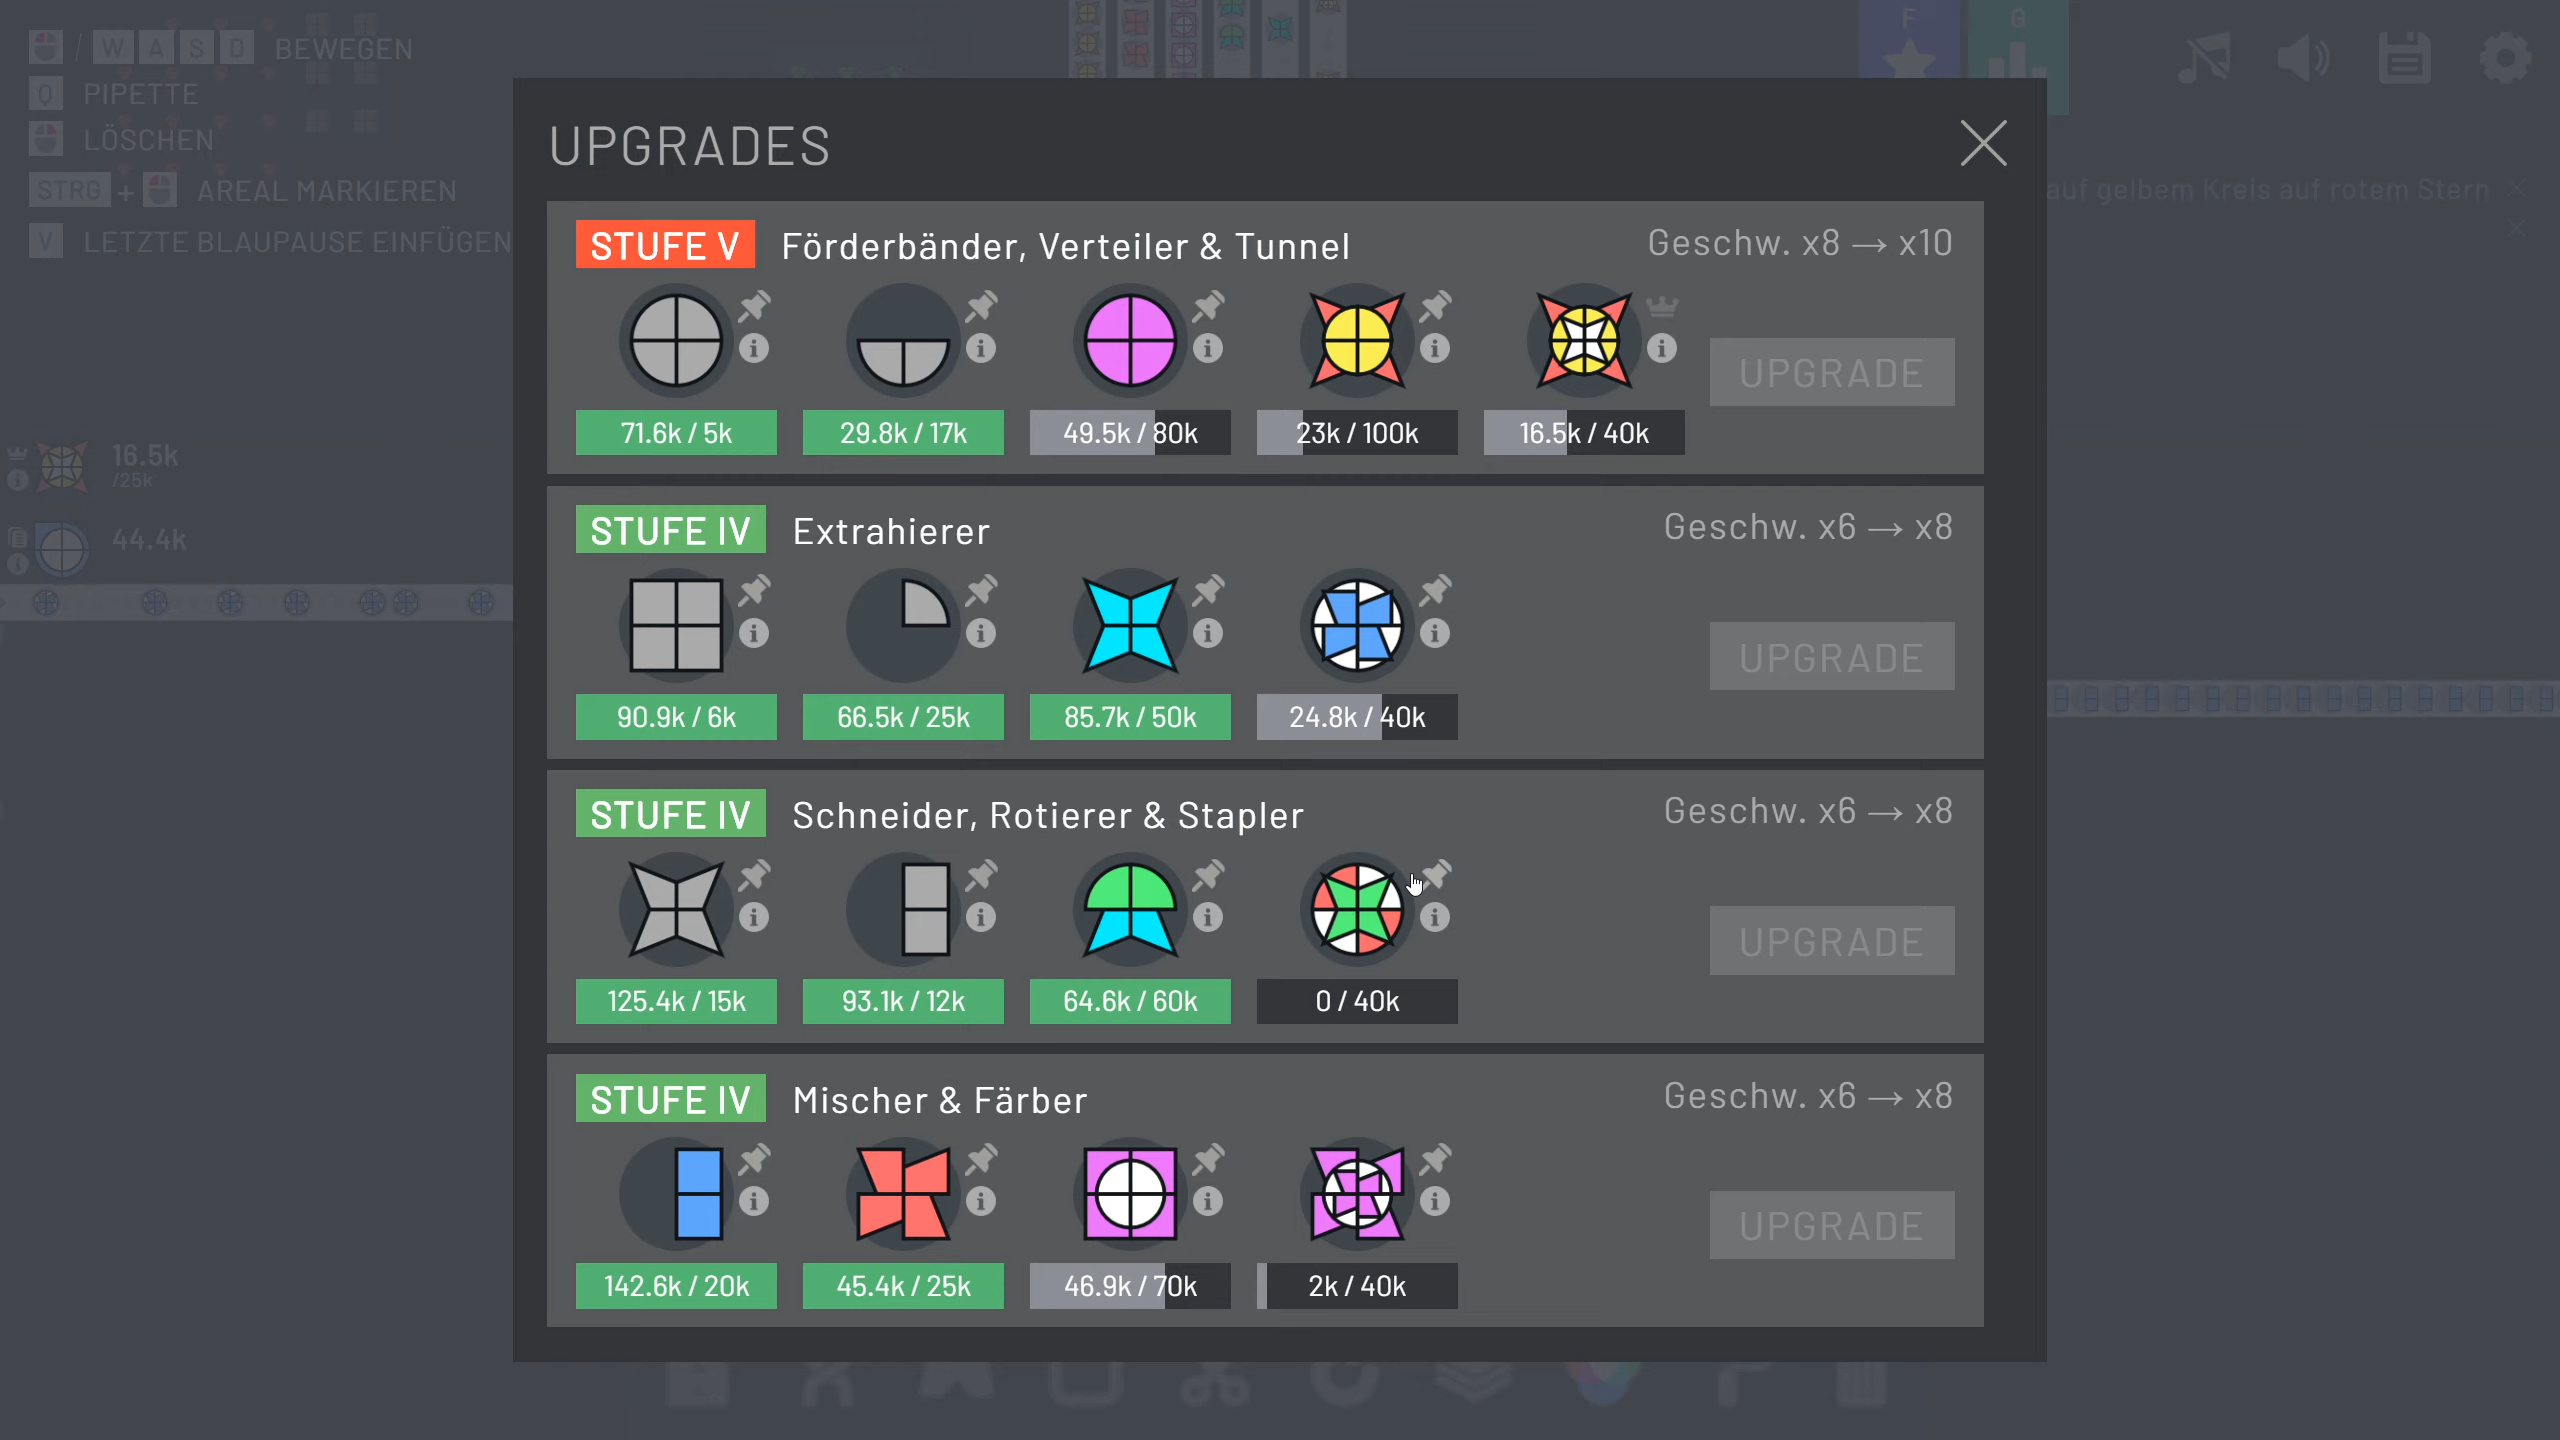 W A S D BEWEGEN
Q PIPETTE
LÖSCHEN
STRG + AREAL MARKIEREN
V LETZTE BLAUPAUSE EINFÜGEN
F G
auf gelbem Kreis auf rotem Stern
16.5k
/25k
44.4k
UPGRADES
STUFE V Förderbänder, Verteiler & Tunnel Geschw. x8 → x10
71.6k / 5k 29.8k / 17k 49.5k / 80k 23k / 100k 16.5k / 40k
UPGRADE
STUFE IV Extrahierer Geschw. x6 → x8
90.9k / 6k 66.5k / 25k 85.7k / 50k 24.8k / 40k
UPGRADE
STUFE IV Schneider, Rotierer & Stapler Geschw. x6 → x8
125.4k / 15k 93.1k / 12k 64.6k / 60k 0 / 40k
UPGRADE
STUFE IV Mischer & Färber Geschw. x6 → x8
142.6k / 20k 45.4k / 25k 46.9k / 70k 2k / 40k
UPGRADE